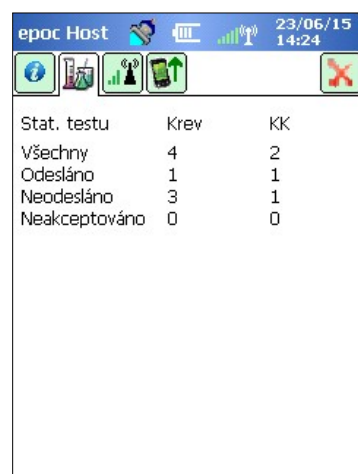 epoc Host 23/06/15
14:24
Stat. testu Krev KK
Všechny 4 2
Odesláno 1 1
Neodesláno 3 1
Neakceptováno 0 0